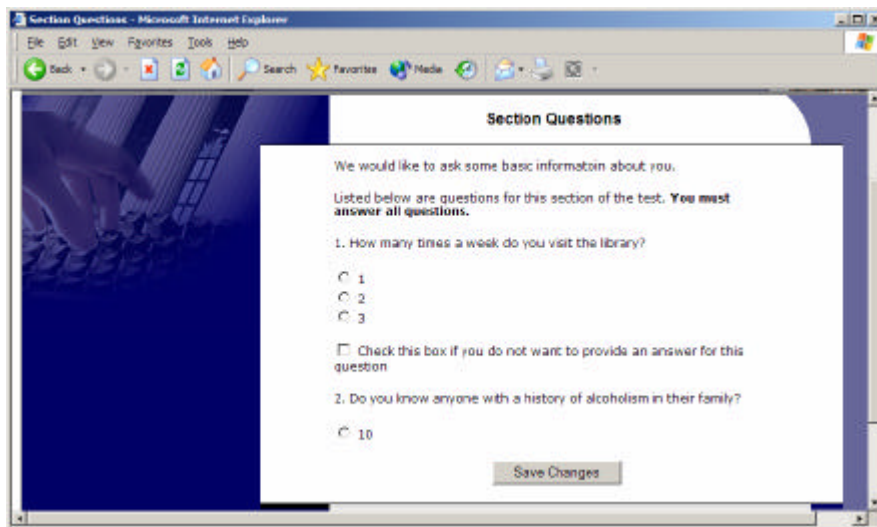 Section Questions - Microsoft Internet Explorer
File Edit View Favorites Tools Help
Back Search Favorites Media
Section Questions
We would like to ask some basic informatoin about you.
Listed below are questions for this section of the test. You must
answer all questions.
1. How many times a week do you visit the library?
1
2
3
Check this box if you do not want to provide an answer for this
question
2. Do you know anyone with a history of alcoholism in their family?
10
Save Changes